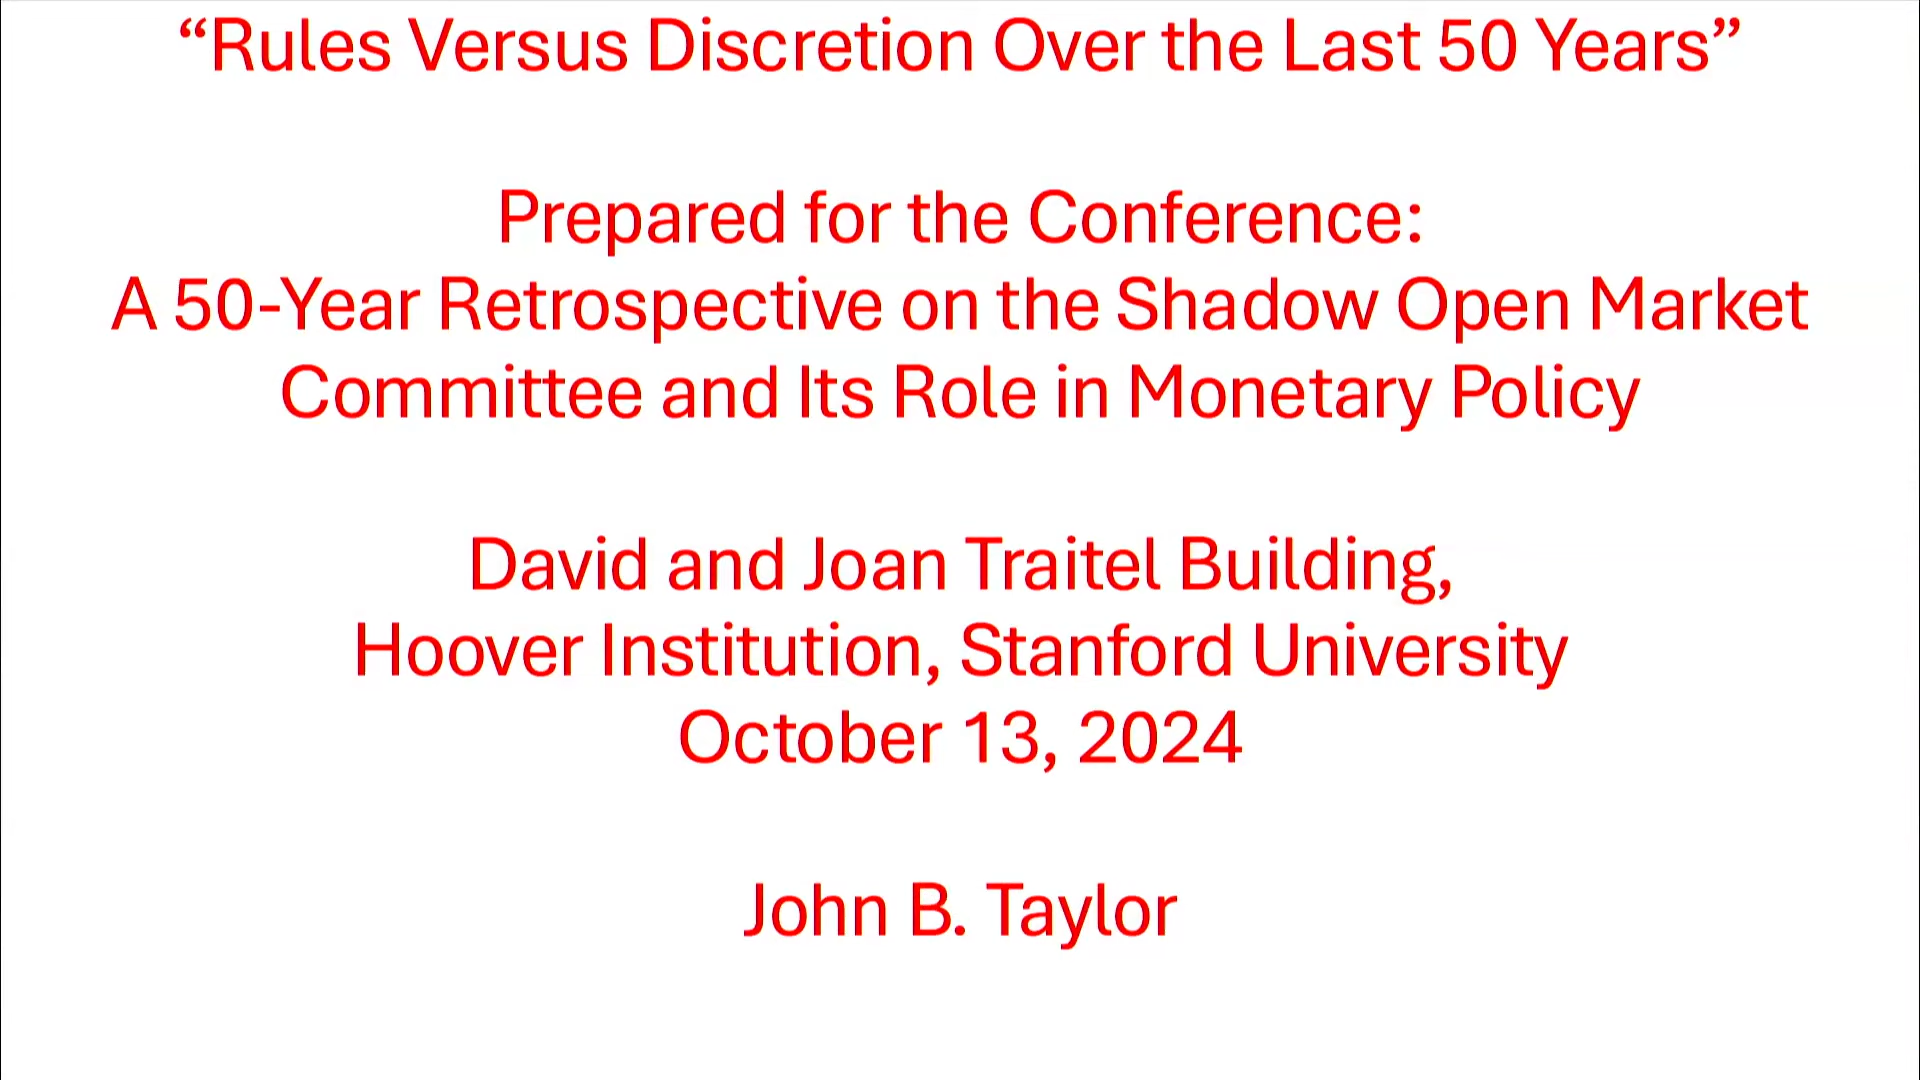 “Rules Versus Discretion Over the Last 50 Years”
Prepared for the Conference:
A 50-Year Retrospective on the Shadow Open Market
Committee and Its Role in Monetary Policy
David and Joan Traitel Building,
Hoover Institution, Stanford University
October 13, 2024
John B. Taylor